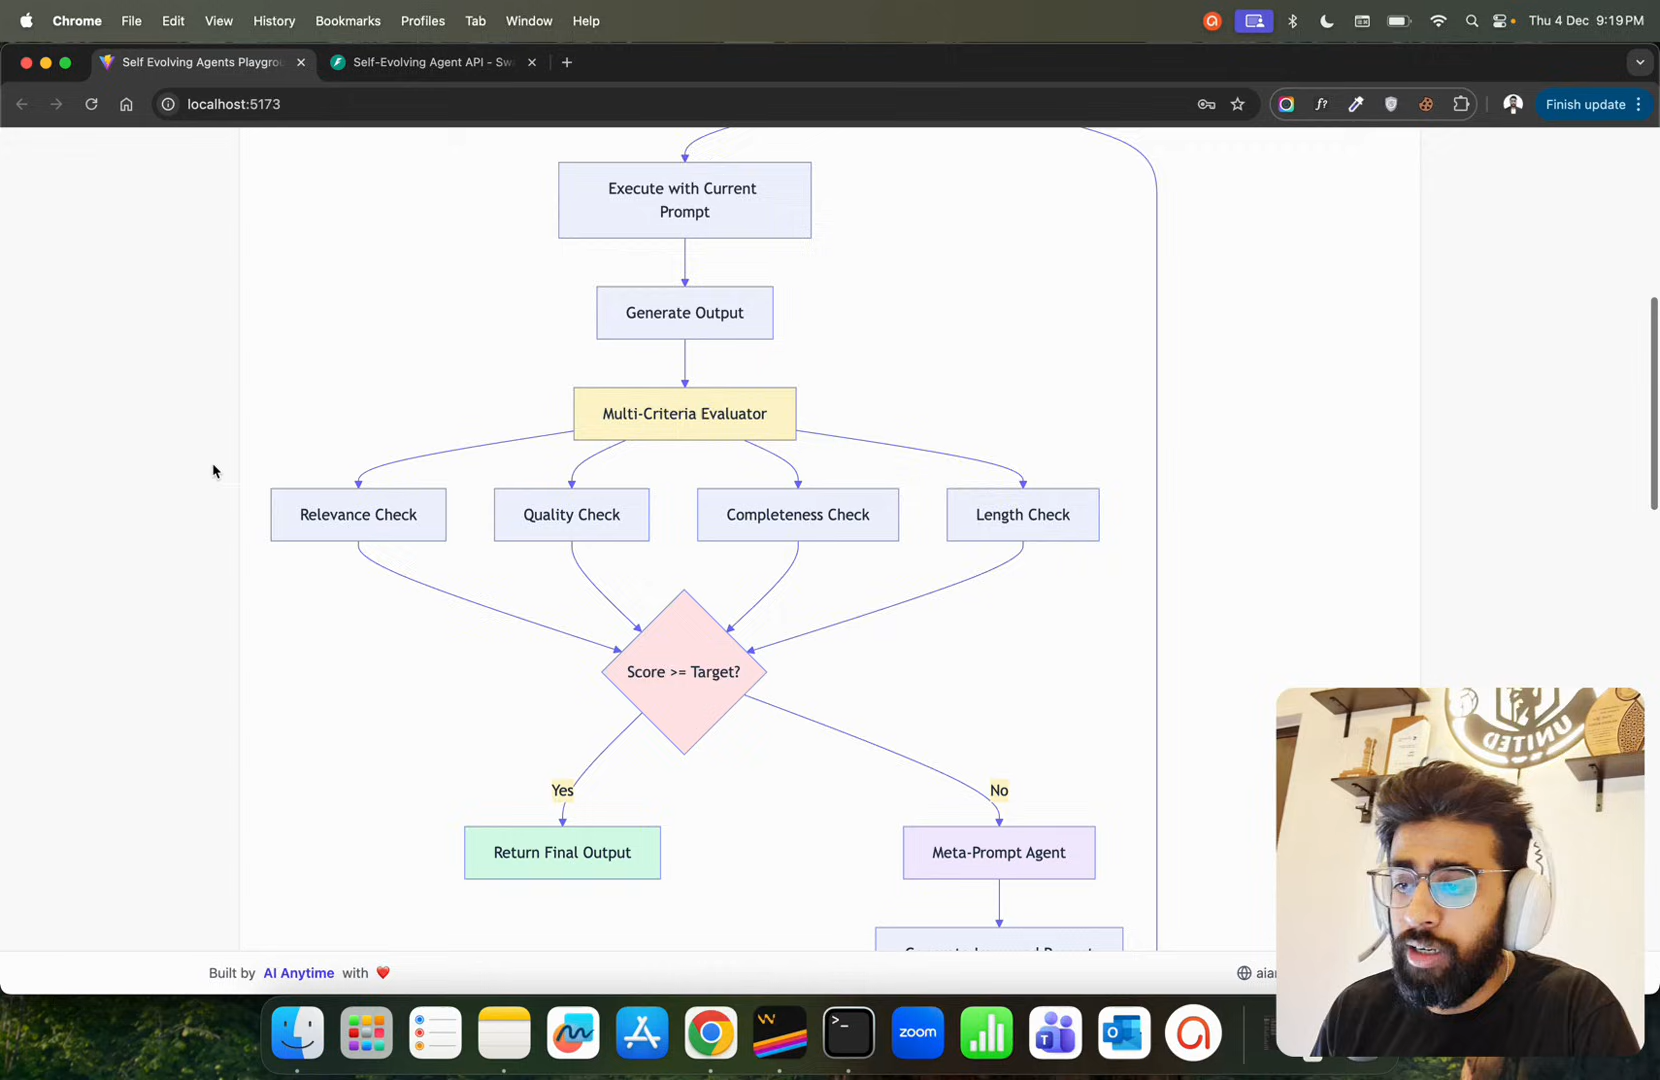 Chrome File Edit View History Bookmarks Profiles Tab Window Help Thu 4 Dec 9:19 PM
Self Evolving Agents Playgrou Self-Evolving Agent API - Sw
localhost:5173 f? Finish update
Execute with Current
Prompt
Generate Output
Multi-Criteria Evaluator
Relevance Check Quality Check Completeness Check Length Check
Score >= Target?
Yes No
Return Final Output Meta-Prompt Agent
UNITED
Built by AI Anytime with ❤️ aia
zoom